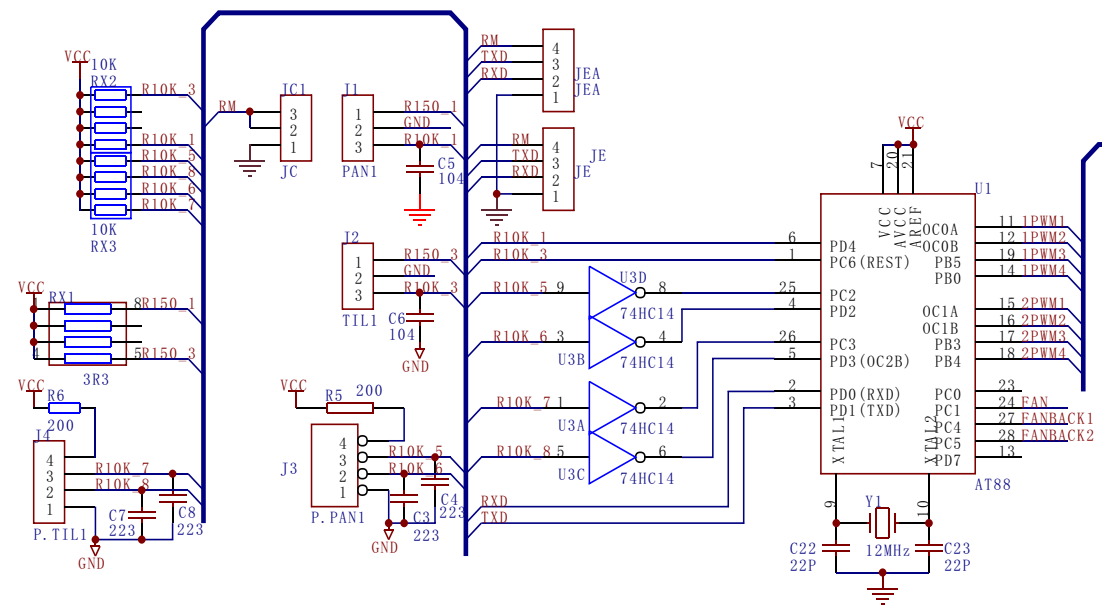 VCC
10K
RX2
R10K_3
R10K_1
R10K_5
R10K_8
R10K_6
R10K_7
10K
RX3
RM
JC1
3
2
1
JC
J1
1
2
3
PAN1
R150_1
GND
R10K_1
C5
104
RM
TXD
RXD
4
3
2
1
JEA
JEA
RM
TXD
RXD
4
3
2
1
JE
JE
J2
1
2
3
TIL1
R150_3
GND
R10K_3
C6
104
GND
VCC
RX1
1
8
R150_1
4
5
R150_3
3R3
VCC
R6
200
J4
4
3
2
1
P.TIL1
R10K_7
R10K_8
C7
223
C8
223
GND
VCC
R5
200
J3
4
3
2
1
P.PAN1
R10K_5
R10K_6
C3
223
C4
223
GND
R10K_1
R10K_3
R10K_5
9
U3D
8
74HC14
R10K_6
3
U3B
4
74HC14
R10K_7
1
U3A
2
74HC14
R10K_8
5
U3C
6
74HC14
RXD
TXD
VCC
7
20
21
U1
VCC
AVCC
AREF
6
PD4
1
PC6(REST)
25
PC2
4
PD2
26
PC3
5
PD3(OC2B)
2
PD0(RXD)
3
PD1(TXD)
OC0A
11
1PWM1
OC0B
12
1PWM2
PB5
19
1PWM3
PB0
14
1PWM4
OC1A
15
2PWM1
OC1B
16
2PWM2
PB3
17
2PWM3
PB4
18
2PWM4
PC0
23
PC1
24
FAN
PC4
27
FANBACK1
PC5
28
FANBACK2
PD7
13
XTAL1
XTAL2
AT88
9
10
Y1
12MHz
C22
22P
C23
22P